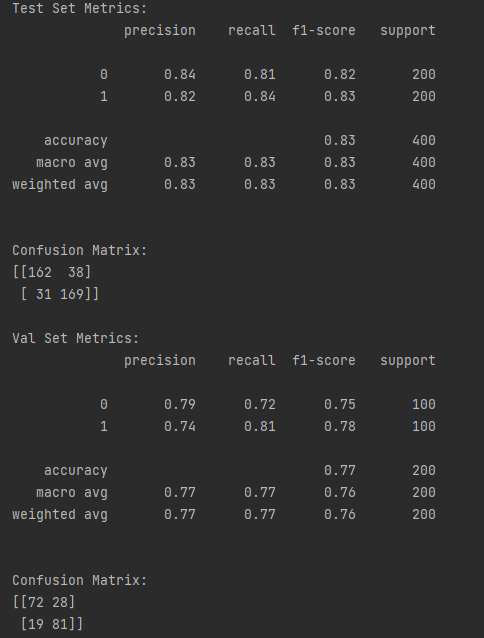 Test Set Metrics:
precision recall f1-score support
0 0.84 0.81 0.82 200
1 0.82 0.84 0.83 200
accuracy 0.83 400
macro avg 0.83 0.83 0.83 400
weighted avg 0.83 0.83 0.83 400
Confusion Matrix:
[[162 38]
[ 31 169]]
Val Set Metrics:
precision recall f1-score support
0 0.79 0.72 0.75 100
1 0.74 0.81 0.78 100
accuracy 0.77 200
macro avg 0.77 0.77 0.76 200
weighted avg 0.77 0.77 0.76 200
Confusion Matrix:
[[72 28]
[19 81]]